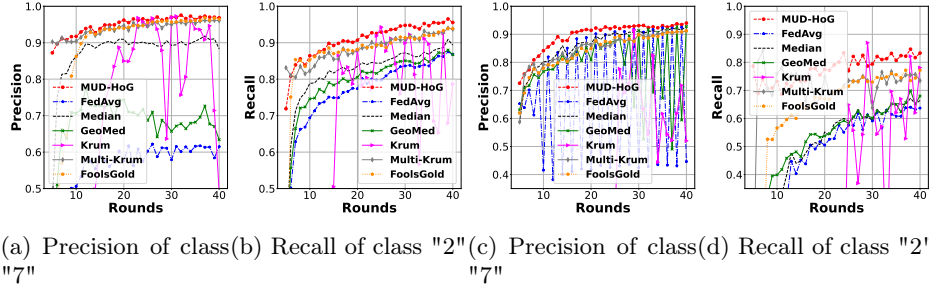 1.0
0.9
0.8
0.7
0.6
0.5
Precision
10
20
30
40
Rounds
MUD-HoG
FedAvg
Median
GeoMed
Krum
Multi-Krum
FoolsGold
1.0
0.9
0.8
0.7
0.6
0.5
Recall
10
20
30
40
Rounds
MUD-HoG
FedAvg
Median
GeoMed
Krum
Multi-Krum
FoolsGold
1.0
0.9
0.8
0.7
0.6
0.5
0.4
Precision
10
20
30
40
Rounds
MUD-HoG
FedAvg
Median
GeoMed
Krum
Multi-Krum
FoolsGold
1.0
0.9
0.8
0.7
0.6
0.5
0.4
Recall
10
20
30
40
Rounds
MUD-HoG
FedAvg
Median
GeoMed
Krum
Multi-Krum
FoolsGold
(a) Precision of class
"7"
(b) Recall of class "2"
(c) Precision of class
"7"
(d) Recall of class "2'